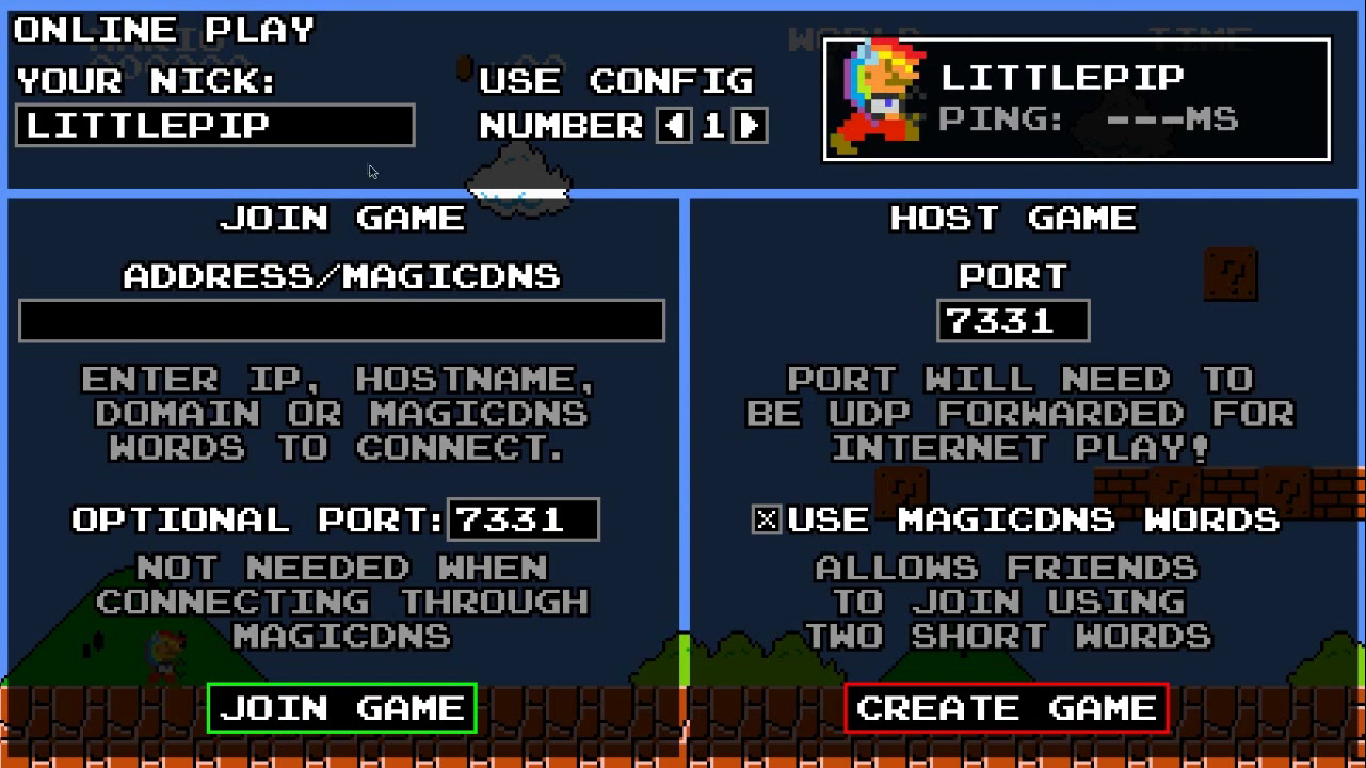 ONLINE PLAY
YOUR NICK:
LITTLEPIP
USE CONFIG
NUMBER 1
LITTLEPIP
PING: ---MS
JOIN GAME
ADDRESS/MAGICDNS
ENTER IP, HOSTNAME,
DOMAIN OR MAGICDNS
WORDS TO CONNECT.
OPTIONAL PORT: 7331
NOT NEEDED WHEN
CONNECTING THROUGH
MAGICDNS
JOIN GAME
HOST GAME
PORT
7331
PORT WILL NEED TO
BE UDP FORWARDED FOR
INTERNET PLAY!
USE MAGICDNS WORDS
ALLOWS FRIENDS
TO JOIN USING
TWO SHORT WORDS
CREATE GAME